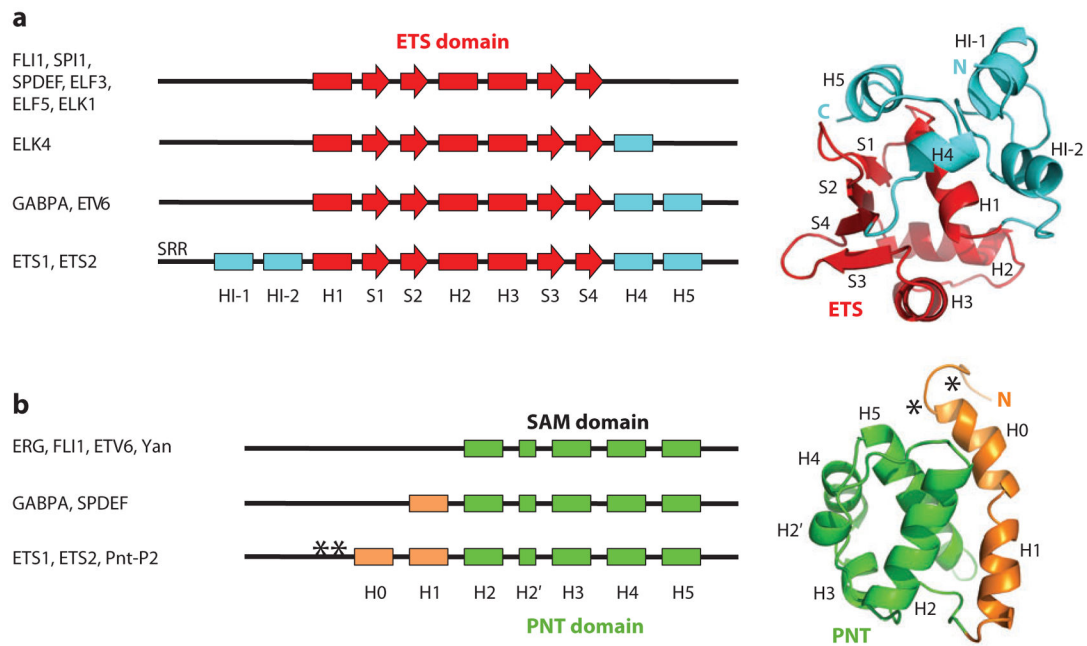 a
ETS domain
FLI1, SPI1,
SPDEF, ELF3,
ELF5, ELK1
ELK4
GABPA, ETV6
SRR
ETS1, ETS2
HI-1 HI-2 H1 S1 S2 H2 H3 S3 S4 H4 H5
HI-1
N
H5
C
S1
H4
HI-2
S2
H1
S4
H2
S3
ETS
H3
b
SAM domain
ERG, FLI1, ETV6, Yan
GABPA, SPDEF
**
ETS1, ETS2, Pnt-P2
H0 H1 H2 H2′ H3 H4 H5
PNT domain
*
N
*
H5
H0
H4
H2′
H1
H3
H2
PNT